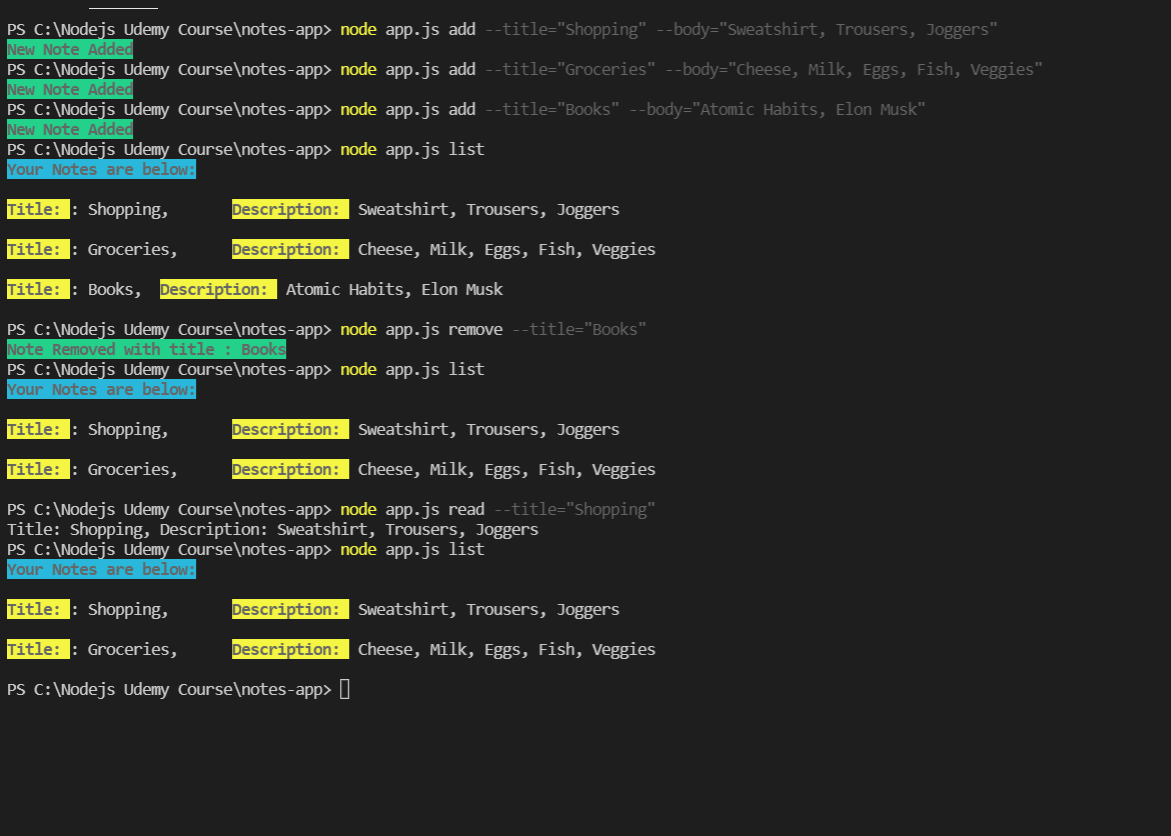 PS C:\Nodejs Udemy Course\notes-app> node app.js add --title="Shopping" --body="Sweatshirt, Trousers, Joggers"
New Note Added
PS C:\Nodejs Udemy Course\notes-app> node app.js add --title="Groceries" --body="Cheese, Milk, Eggs, Fish, Veggies"
New Note Added
PS C:\Nodejs Udemy Course\notes-app> node app.js add --title="Books" --body="Atomic Habits, Elon Musk"
New Note Added
PS C:\Nodejs Udemy Course\notes-app> node app.js list
Your Notes are below:
Title: : Shopping, Description: Sweatshirt, Trousers, Joggers
Title: : Groceries, Description: Cheese, Milk, Eggs, Fish, Veggies
Title: : Books, Description: Atomic Habits, Elon Musk
PS C:\Nodejs Udemy Course\notes-app> node app.js remove --title="Books"
Note Removed with title : Books
PS C:\Nodejs Udemy Course\notes-app> node app.js list
Your Notes are below:
Title: : Shopping, Description: Sweatshirt, Trousers, Joggers
Title: : Groceries, Description: Cheese, Milk, Eggs, Fish, Veggies
PS C:\Nodejs Udemy Course\notes-app> node app.js read --title="Shopping"
Title: Shopping, Description: Sweatshirt, Trousers, Joggers
PS C:\Nodejs Udemy Course\notes-app> node app.js list
Your Notes are below:
Title: : Shopping, Description: Sweatshirt, Trousers, Joggers
Title: : Groceries, Description: Cheese, Milk, Eggs, Fish, Veggies
PS C:\Nodejs Udemy Course\notes-app>